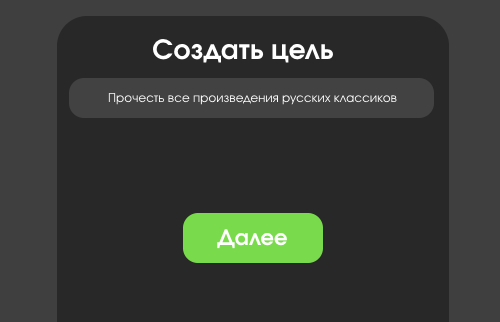 Создать цель
Прочесть все произведения русских классиков
Далее